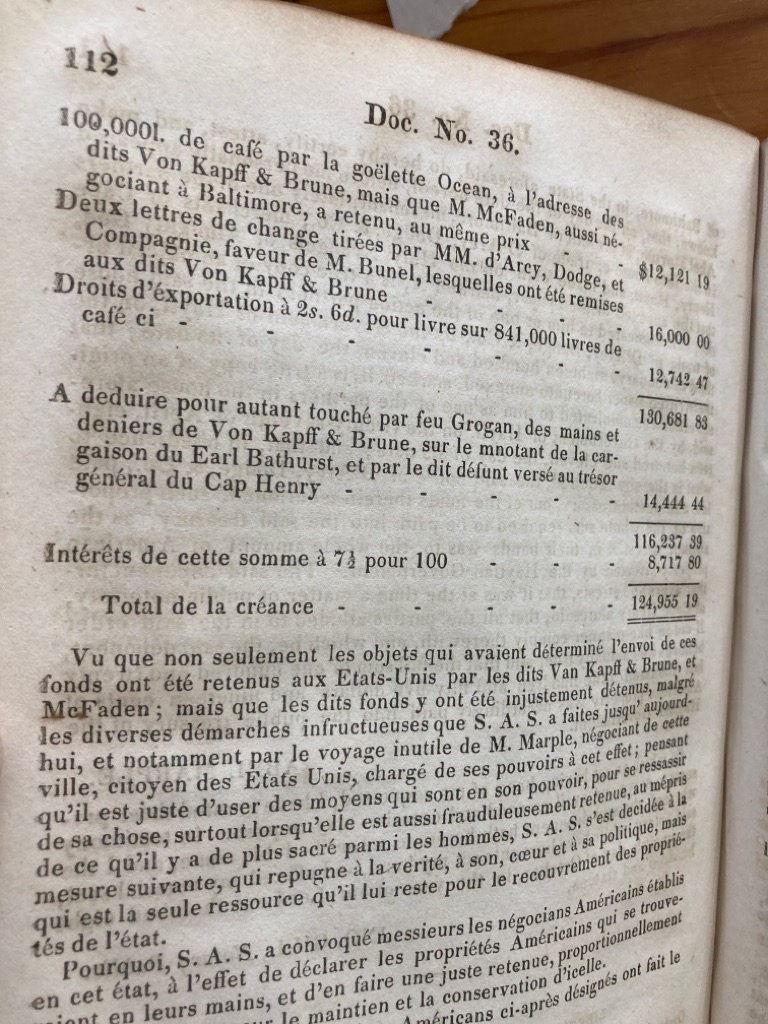 112
Doc. No. 36.
100,000l. de café par la goëlette Ocean, à l'adresse des
dits Von Kapff & Brune, mais que M. McFaden, aussi né-
gociant à Baltimore, a retenu, au même prix - - $12,121 19
Deux lettres de change tirées par MM. d'Arcy, Dodge, et
Compagnie, faveur de M. Bunel, lesquelles ont été remises
aux dits Von Kapff & Brune - - - - 16,000 00
Droits d'éxportation à 2s. 6d. pour livre sur 841,000 livres de
café ci - - - - - - 12,742 47
130,681 83
A deduire pour autant touché par feu Grogan, des mains et
deniers de Von Kapff & Brune, sur le mnotant de la car-
gaison du Earl Bathurst, et par le dit défunt versé au trésor
général du Cap Henry - - - - - 14,444 44
116,237 39
Intérêts de cette somme à 7½ pour 100 - - - 8,717 80
Total de la créance - - - - - 124,955 19
Vu que non seulement les objets qui avaient déterminé l'envoi de ces
fonds ont été retenus aux Etats-Unis par les dits Van Kapff & Brune, et
McFaden; mais que les dits fonds y ont été injustement détenus, malgré
les diverses démarches infructueuses que S. A. S. a faites jusqu' aujourd-
hui, et notamment par le voyage inutile de M. Marple, négociant de cette
ville, citoyen des Etats Unis, chargé de ses pouvoirs à cet effet; pensant
qu'il est juste d'user des moyens qui sont en son pouvoir, pour se ressassir
de sa chose, surtout lorsqu'elle est aussi frauduleusement retenue, au mépris
de ce qu'il y a de plus sacré parmi les hommes, S. A. S. s'est decidée à la
mesure suivante, qui repugne à la verité, à son, cœur et à sa politique, mais
qui est la seule ressource qu'il lui reste pour le recouvrement des proprié-
tés de l'état.
Pourquoi, S. A. S. a convoqué messieurs les négocians Américains établis
en cet état, à l'effet de déclarer les propriétés Américains qui se trouve-
raient en leurs mains, et d'en faire une juste retenue, proportionnellement
le maintien et la conservation d'icelle.
Américans ci-après désignés ont fait le